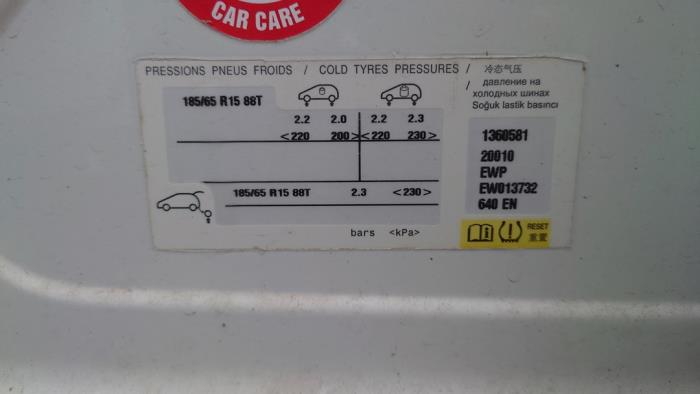 CAR CARE
PRESSIONS PNEUS FROIDS / COLD TYRES PRESSURES / 冷态气压
/ давление на
холодных шинах
Soğuk lastik basıncı
185/65 R15 88T
2.2 2.0 2.2 2.3
<220 200> <220 230>
185/65 R15 88T 2.3 <230>
bars <kPa>
1360581
20010
EWP
EW013732
640 EN
RESET
重置